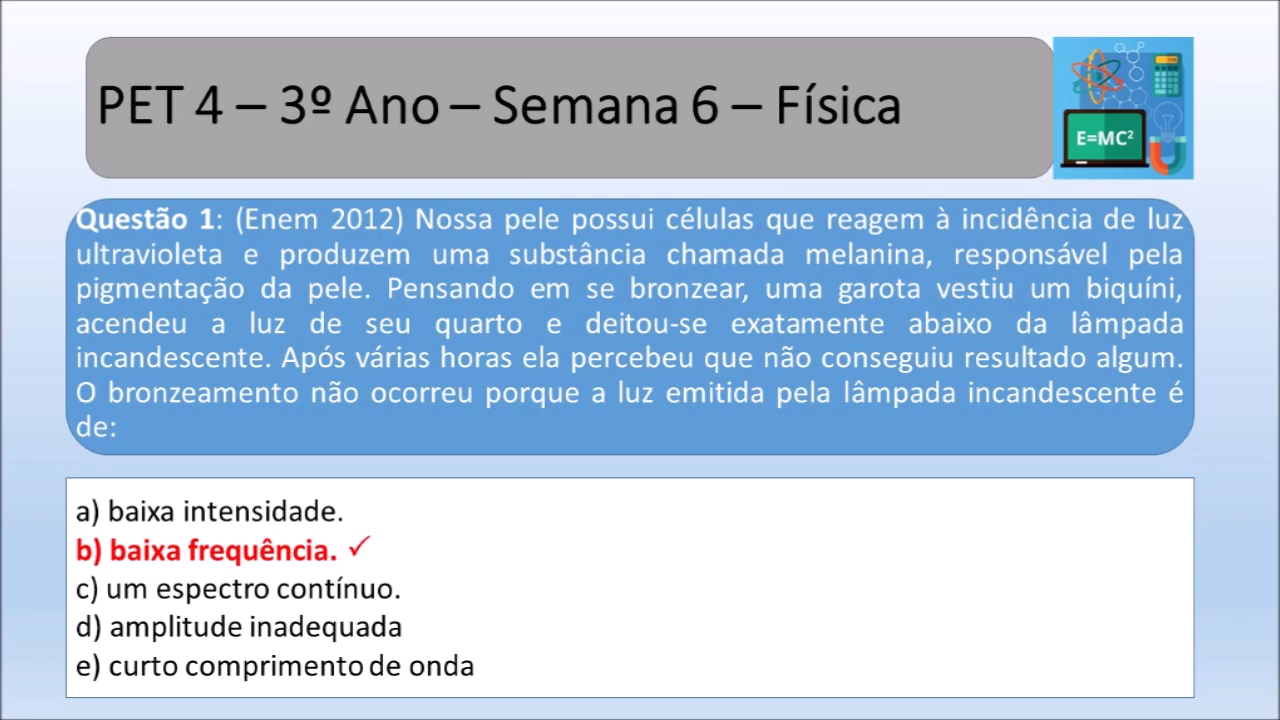 PET 4 – 3º Ano – Semana 6 – Física
E=MC²
Questão 1: (Enem 2012) Nossa pele possui células que reagem à incidência de luz
ultravioleta e produzem uma substância chamada melanina, responsável pela
pigmentação da pele. Pensando em se bronzear, uma garota vestiu um biquíni,
acendeu a luz de seu quarto e deitou-se exatamente abaixo da lâmpada
incandescente. Após várias horas ela percebeu que não conseguiu resultado algum.
O bronzeamento não ocorreu porque a luz emitida pela lâmpada incandescente é
de:
a) baixa intensidade.
b) baixa frequência. ✓
c) um espectro contínuo.
d) amplitude inadequada
e) curto comprimento de onda